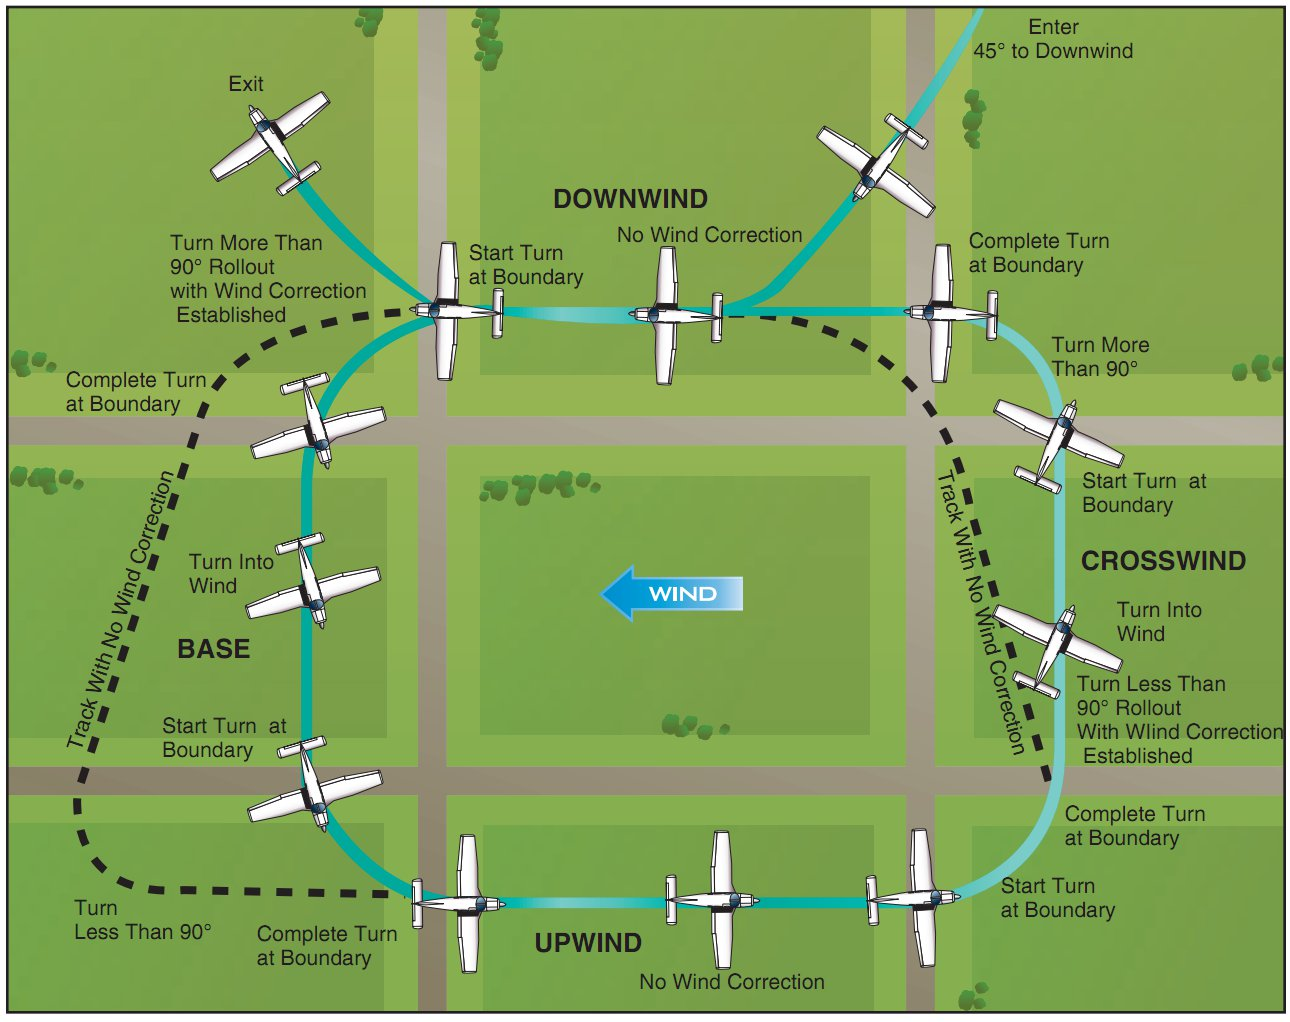 Enter
45° to Downwind
Exit
DOWNWIND
No Wind Correction
Turn More Than
90° Rollout
with Wind Correction
Established
Start Turn
at Boundary
Complete Turn
at Boundary
Turn More
Than 90°
Complete Turn
at Boundary
Start Turn at
Boundary
Track With No Wind Correction
Track With No Wind Correction
Turn Into
Wind
WIND
CROSSWIND
Turn Into
Wind
BASE
Turn Less Than
90° Rollout
With WIind Correction
Established
Start Turn at
Boundary
Complete Turn
at Boundary
Start Turn
at Boundary
Turn
Less Than 90°
Complete Turn
at Boundary
UPWIND
No Wind Correction